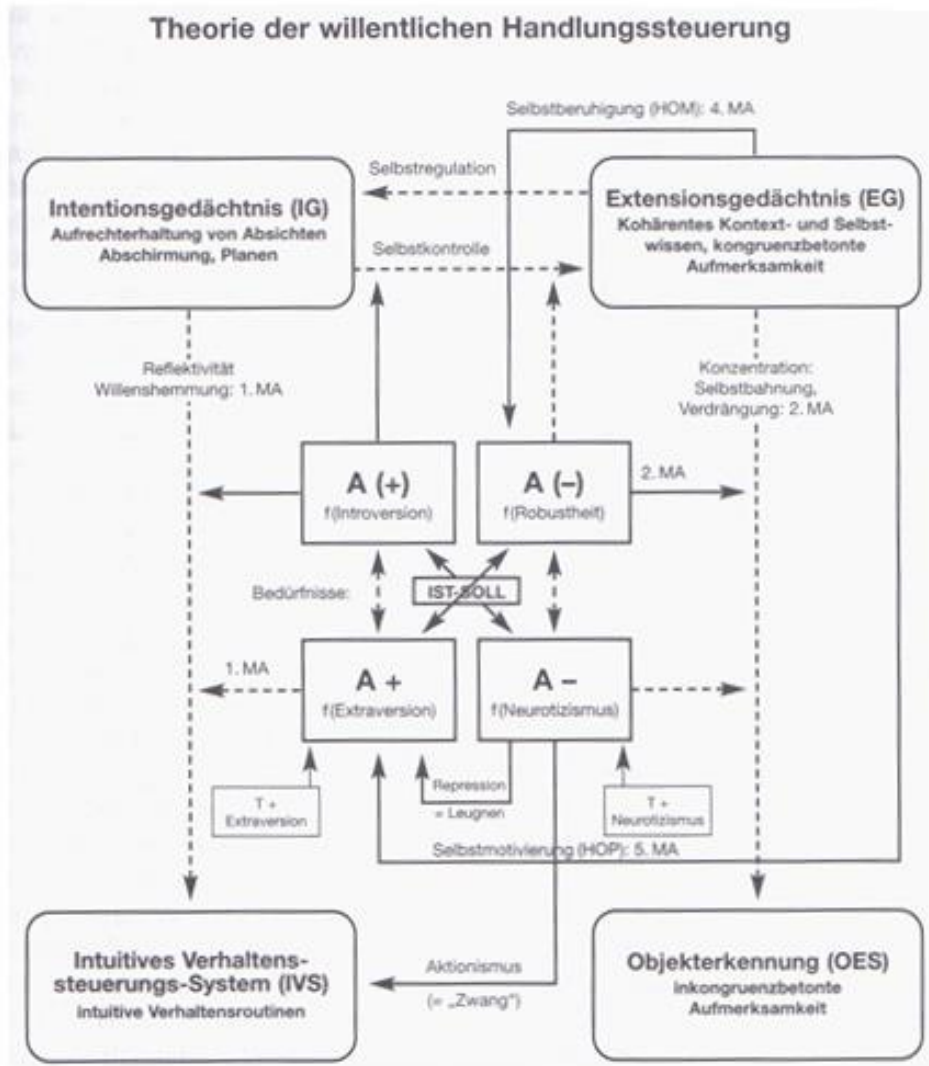 Theorie der willentlichen Handlungssteuerung
Selbstberuhigung (HOM): 4. MA
Selbstregulation
Intentionsgedächtnis (IG)
Aufrechterhaltung von Absichten
Abschirmung, Planen
Extensionsgedächtnis (EG)
Kohärentes Kontext- und Selbst-
wissen, kongruenzbetonte
Aufmerksamkeit
Selbstkontrolle
Reflektivität
Willenshemmung: 1. MA
Konzentration:
Selbstbahnung,
Verdrängung: 2. MA
A (+)
f(Introversion)
A (–)
f(Robustheit)
2. MA
Bedürfnisse:
IST-SOLL
1. MA
A +
f(Extraversion)
A –
f(Neurotizismus)
T +
Extraversion
Repression
= Leugnen
T +
Neurotizismus
Selbstmotivierung (HOP): 5. MA
Intuitives Verhaltens-
steuerungs-System (IVS)
intuitive Verhaltensroutinen
Aktionismus
(= „Zwang“)
Objekterkennung (OES)
inkongruenzbetonte
Aufmerksamkeit